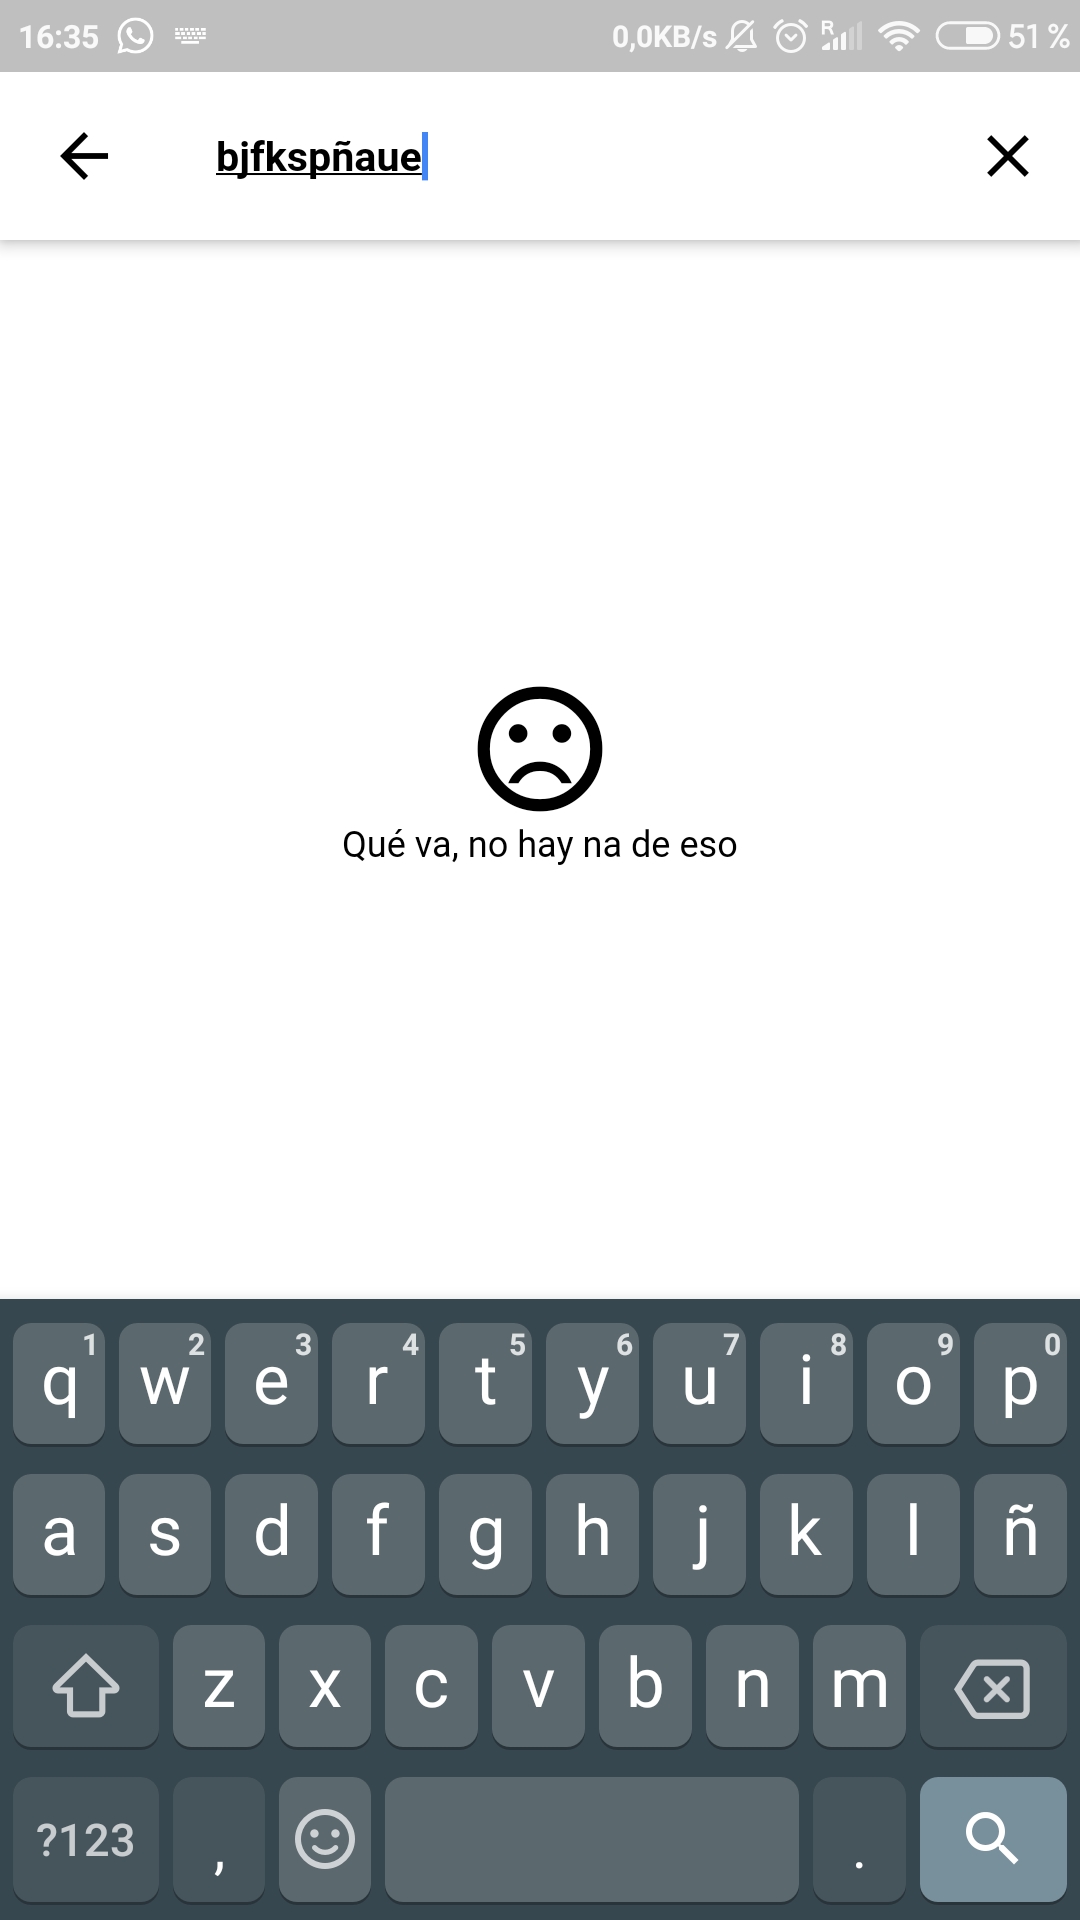 16:35 0,0KB/s R 51 %
bjfkspñaue
Qué va, no hay na de eso
1 2 3 4 5 6 7 8 9 0
q w e r t y u i o p
a s d f g h j k l ñ
z x c v b n m
?123 , .